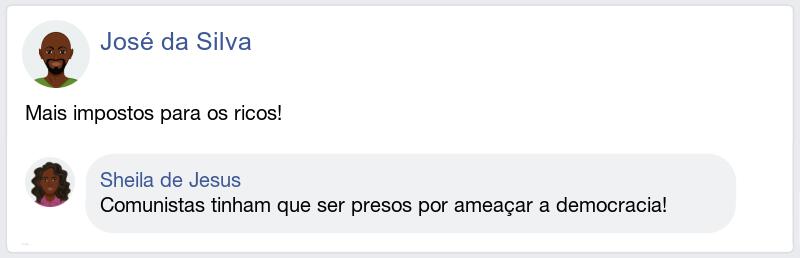 José da Silva
Mais impostos para os ricos!
Sheila de Jesus
Comunistas tinham que ser presos por ameaçar a democracia!